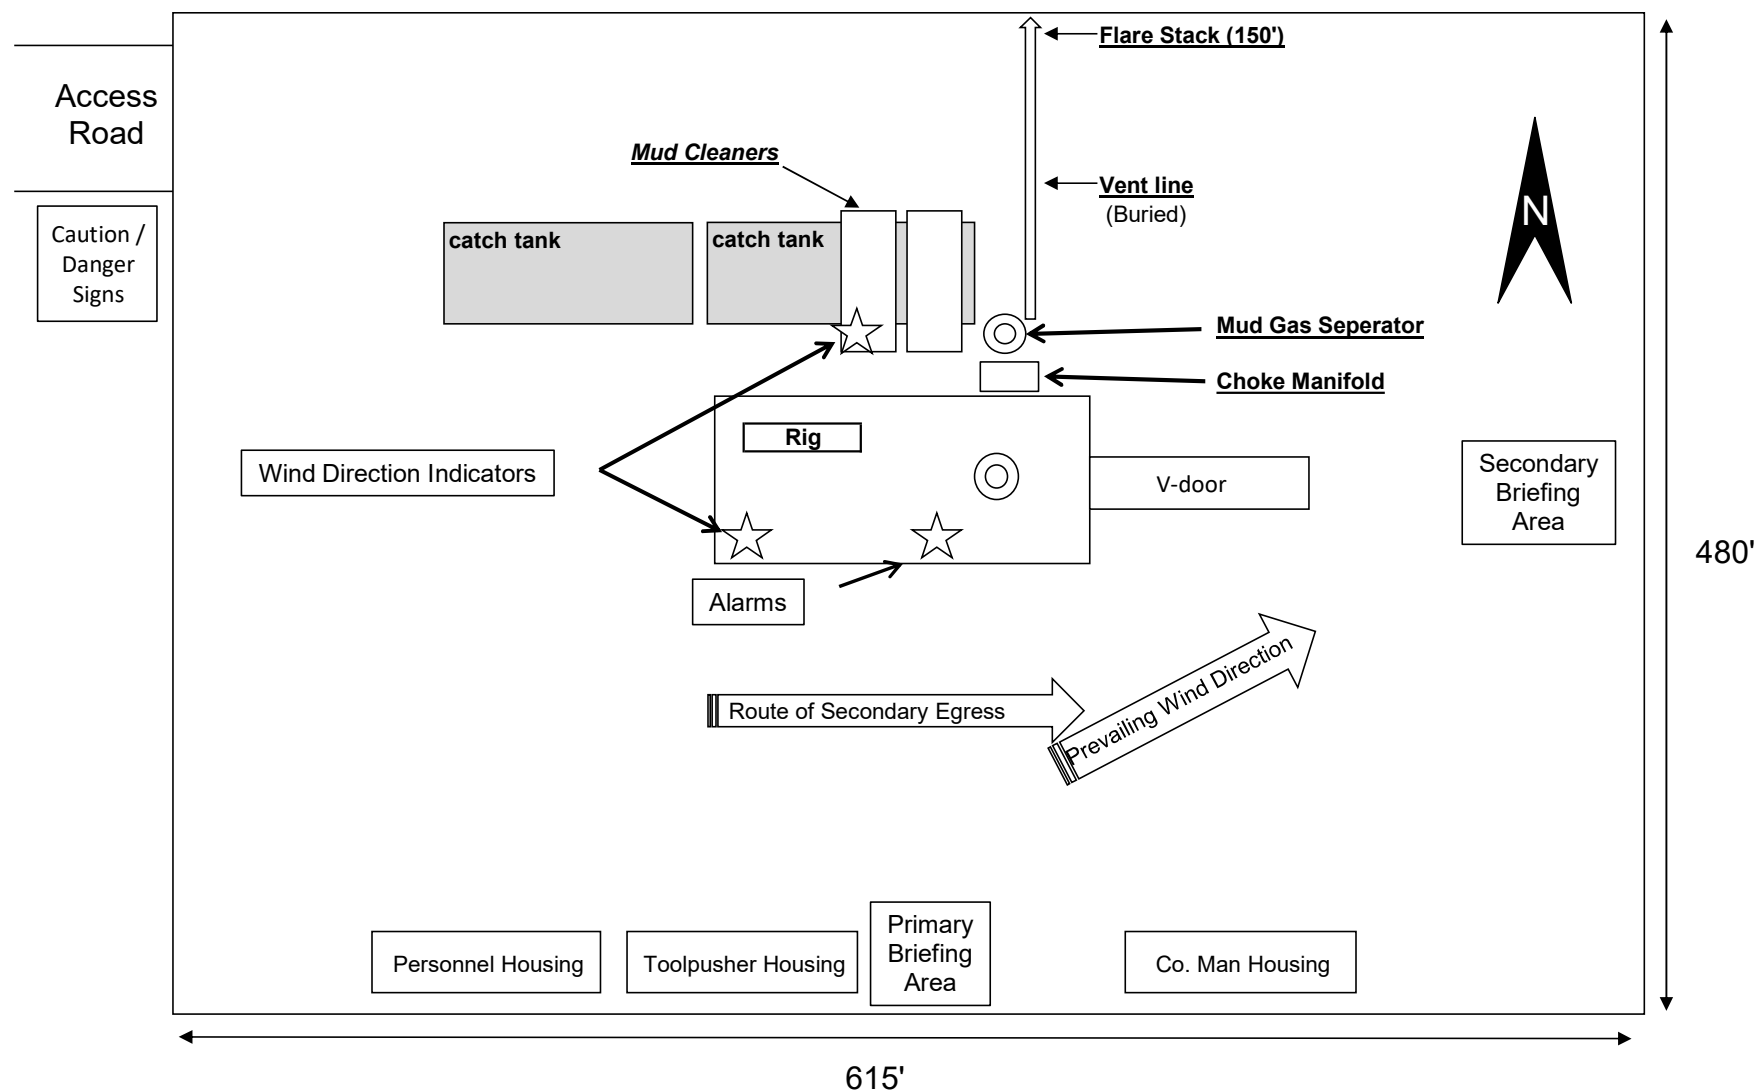 Flare Stack (150')
Access
Road
Mud Cleaners
Vent line
(Buried)
N
Caution /
Danger
Signs
catch tank
catch tank
Mud Gas Seperator
Choke Manifold
Rig
Wind Direction Indicators
V-door
Secondary
Briefing
Area
480'
Alarms
Route of Secondary Egress
Prevailing Wind Direction
Personnel Housing
Toolpusher Housing
Primary
Briefing
Area
Co. Man Housing
615'